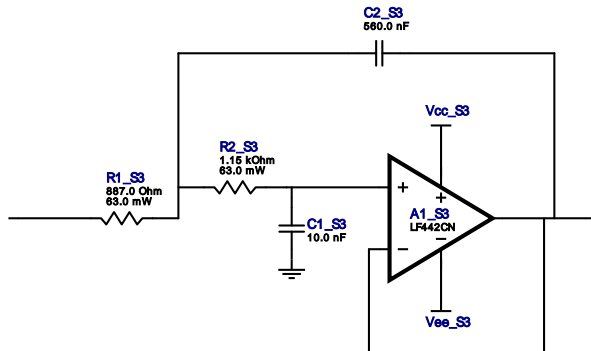 C2_S3
560.0 nF
Vcc_S3
R2_S3
1.15 kOhm
63.0 mW
R1_S3
887.0 Ohm
63.0 mW
+
+
A1_S3
LF442CN
C1_S3
10.0 nF
−
−
Vee_S3